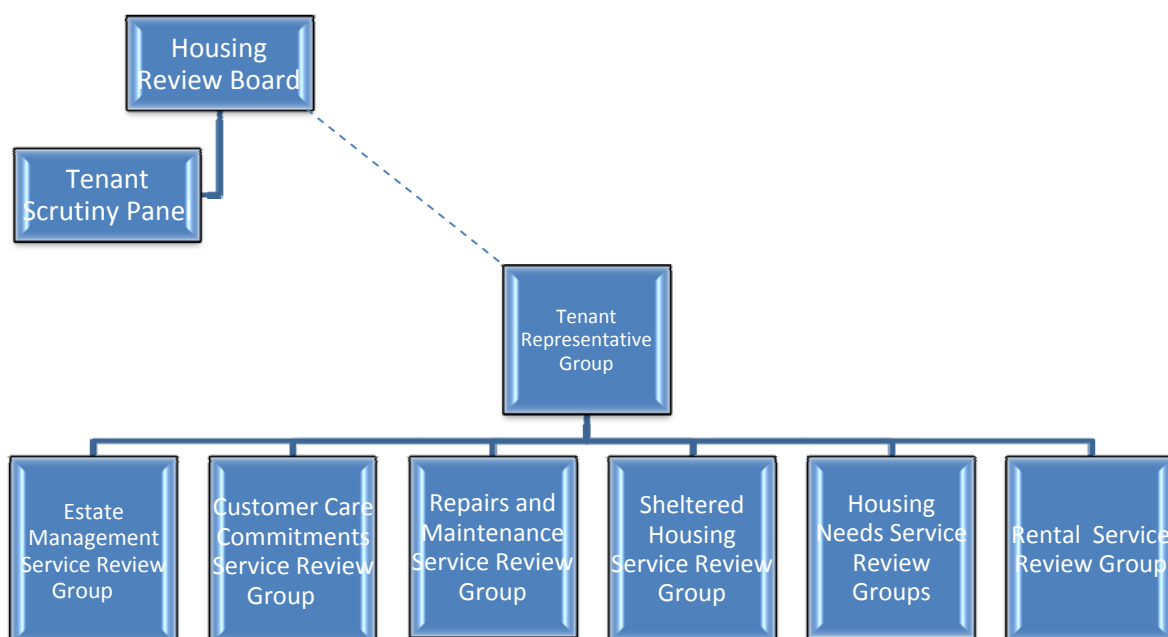 Housing
Review Board
Tenant
Scrutiny Panel
Tenant
Representative
Group
Estate
Management
Service Review
Group
Customer Care
Commitments
Service Review
Group
Repairs and
Maintenance
Service Review
Group
Sheltered
Housing
Service Review
Group
Housing
Needs Service
Review
Groups
Rental Service
Review Group